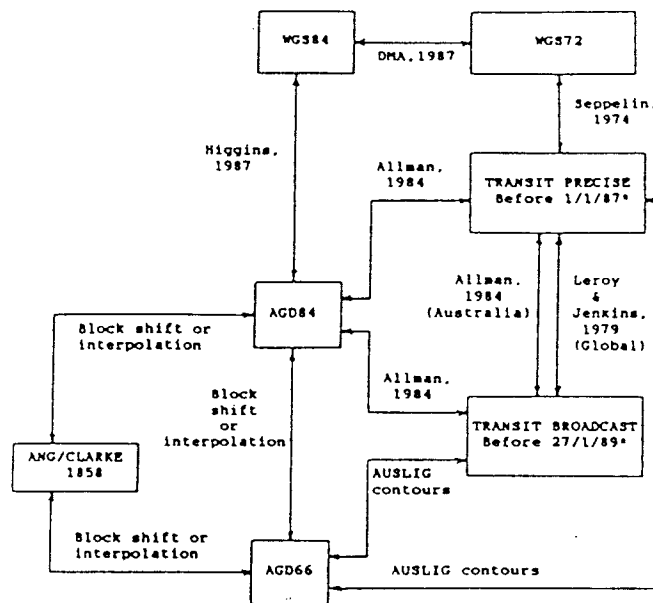 WGS84
DMA, 1987
WGS72
Seppelin,
1974
Higgins,
1987
Allman,
1984
TRANSIT PRECISE
Before 1/1/87*
Allman,
1984
(Australia)
Leroy
&
Jenkins,
1979
(Global)
AGD84
Block shift or
interpolation
Block
shift
or
interpolation
Allman,
1984
TRANSIT BROADCAST
Before 27/1/89*
ANG/CLARKE
1858
AUSLIG
contours
Block shift or
interpolation
AGD66
AUSLIG contours